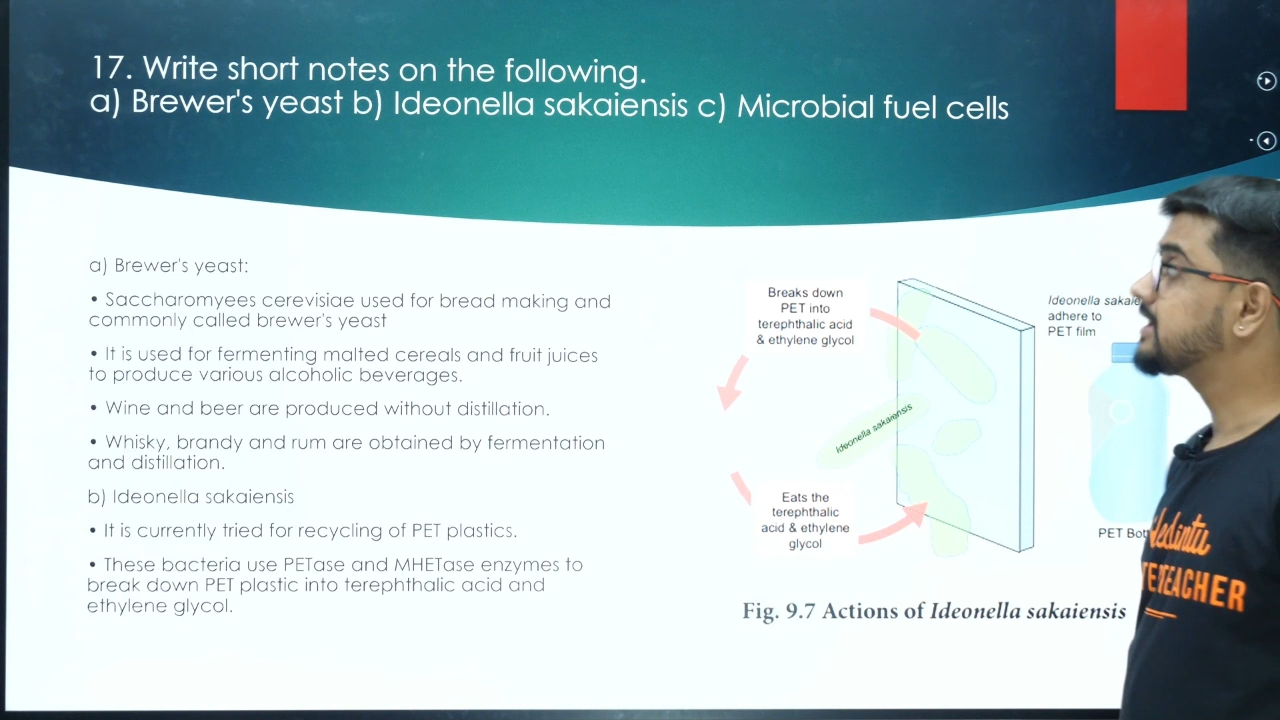 17. Write short notes on the following.
a) Brewer's yeast b) Ideonella sakaiensis c) Microbial fuel cells
a) Brewer's yeast:
• Saccharomyees cerevisiae used for bread making and
commonly called brewer's yeast
• It is used for fermenting malted cereals and fruit juices
to produce various alcoholic beverages.
• Wine and beer are produced without distillation.
• Whisky, brandy and rum are obtained by fermentation
and distillation.
b) Ideonella sakaiensis
• It is currently tried for recycling of PET plastics.
• These bacteria use PETase and MHETase enzymes to
break down PET plastic into terephthalic acid and
ethylene glycol.
Breaks down
PET into
terephthalic acid
& ethylene glycol
Ideonella sakaie
adhere to
PET film
Ideonella sakaiensis
Eats the
terephthalic
acid & ethylene
glycol
PET Bot
Fig. 9.7 Actions of Ideonella sakaiensis
TEACHER